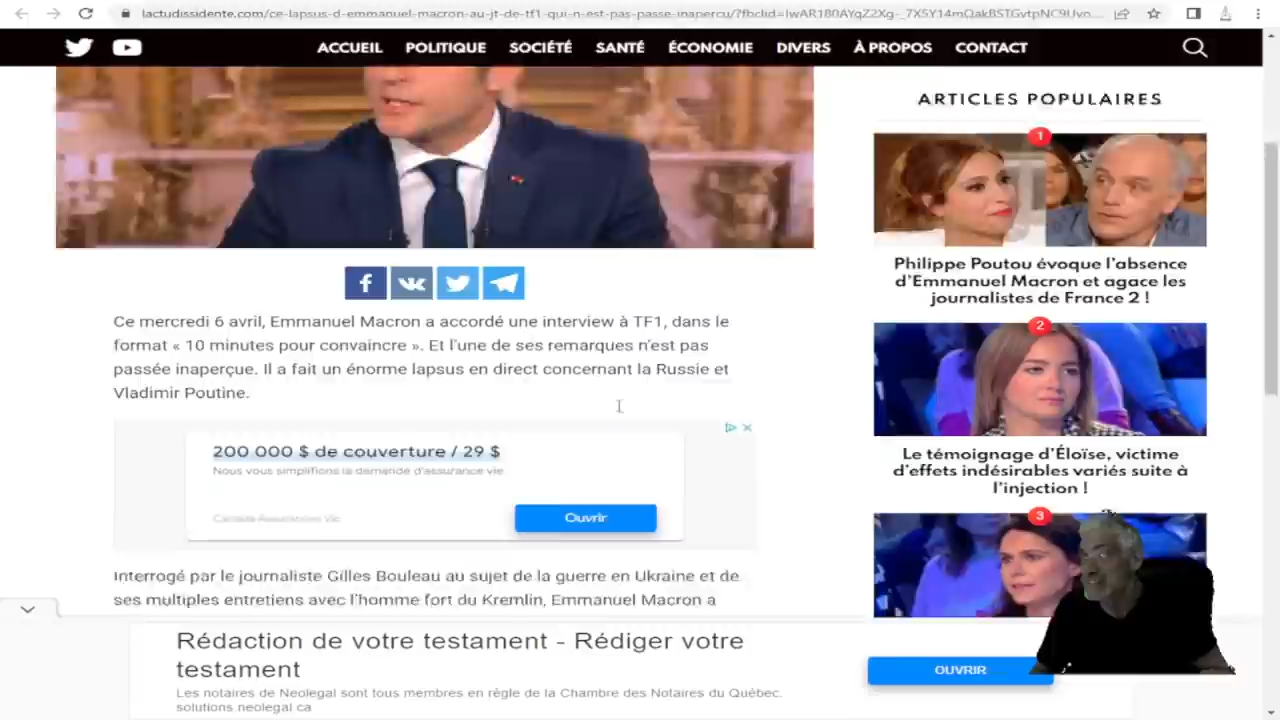 lactudissidente.com/ce-lapsus-d-emmanuel-macron-au-jt-de-tf1-qui-n-est-pas-passe-inapercu/?fbclid=
ACCUEIL POLITIQUE SOCIÉTÉ SANTÉ ÉCONOMIE DIVERS À PROPOS CONTACT
Ce mercredi 6 avril, Emmanuel Macron a accordé une interview à TF1, dans le
format « 10 minutes pour convaincre ». Et l'une de ses remarques n'est pas
passée inaperçue. Il a fait un énorme lapsus en direct concernant la Russie et
Vladimir Poutine.
200 000 $ de couverture / 29 $
Nous vous simplifions la demande d'assurance vie
Canada Assurances Vie
Ouvrir
Interrogé par le journaliste Gilles Bouleau au sujet de la guerre en Ukraine et de
ses multiples entretiens avec l'homme fort du Kremlin, Emmanuel Macron a
ARTICLES POPULAIRES
1
Philippe Poutou évoque l'absence
d'Emmanuel Macron et agace les
journalistes de France 2 !
2
Le témoignage d'Éloïse, victime
d'effets indésirables variés suite à
l'injection !
3
Rédaction de votre testament - Rédiger votre
testament
Les notaires de Neolegal sont tous membres en règle de la Chambre des Notaires du Québec.
solutions.neolegal.ca
OUVRIR